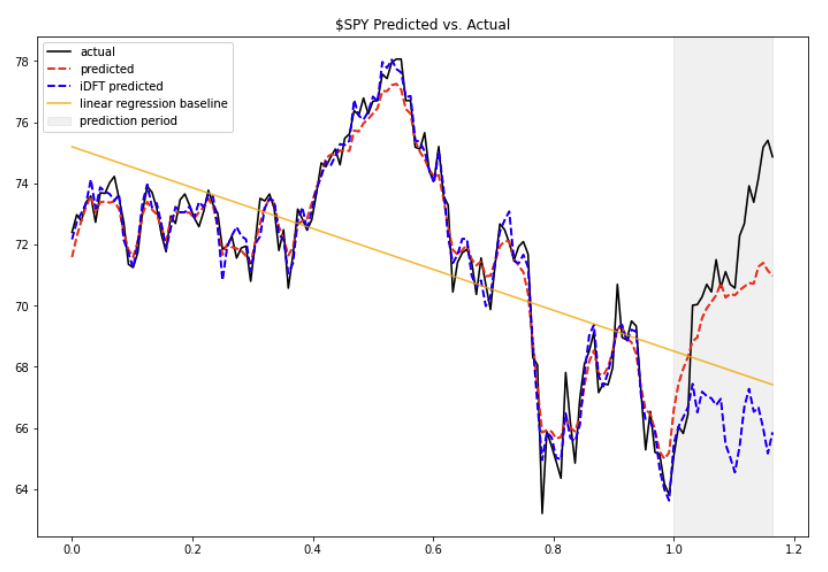 $SPY Predicted vs. Actual
actual
predicted
iDFT predicted
linear regression baseline
prediction period
78
76
74
72
70
68
66
64
0.0 0.2 0.4 0.6 0.8 1.0 1.2